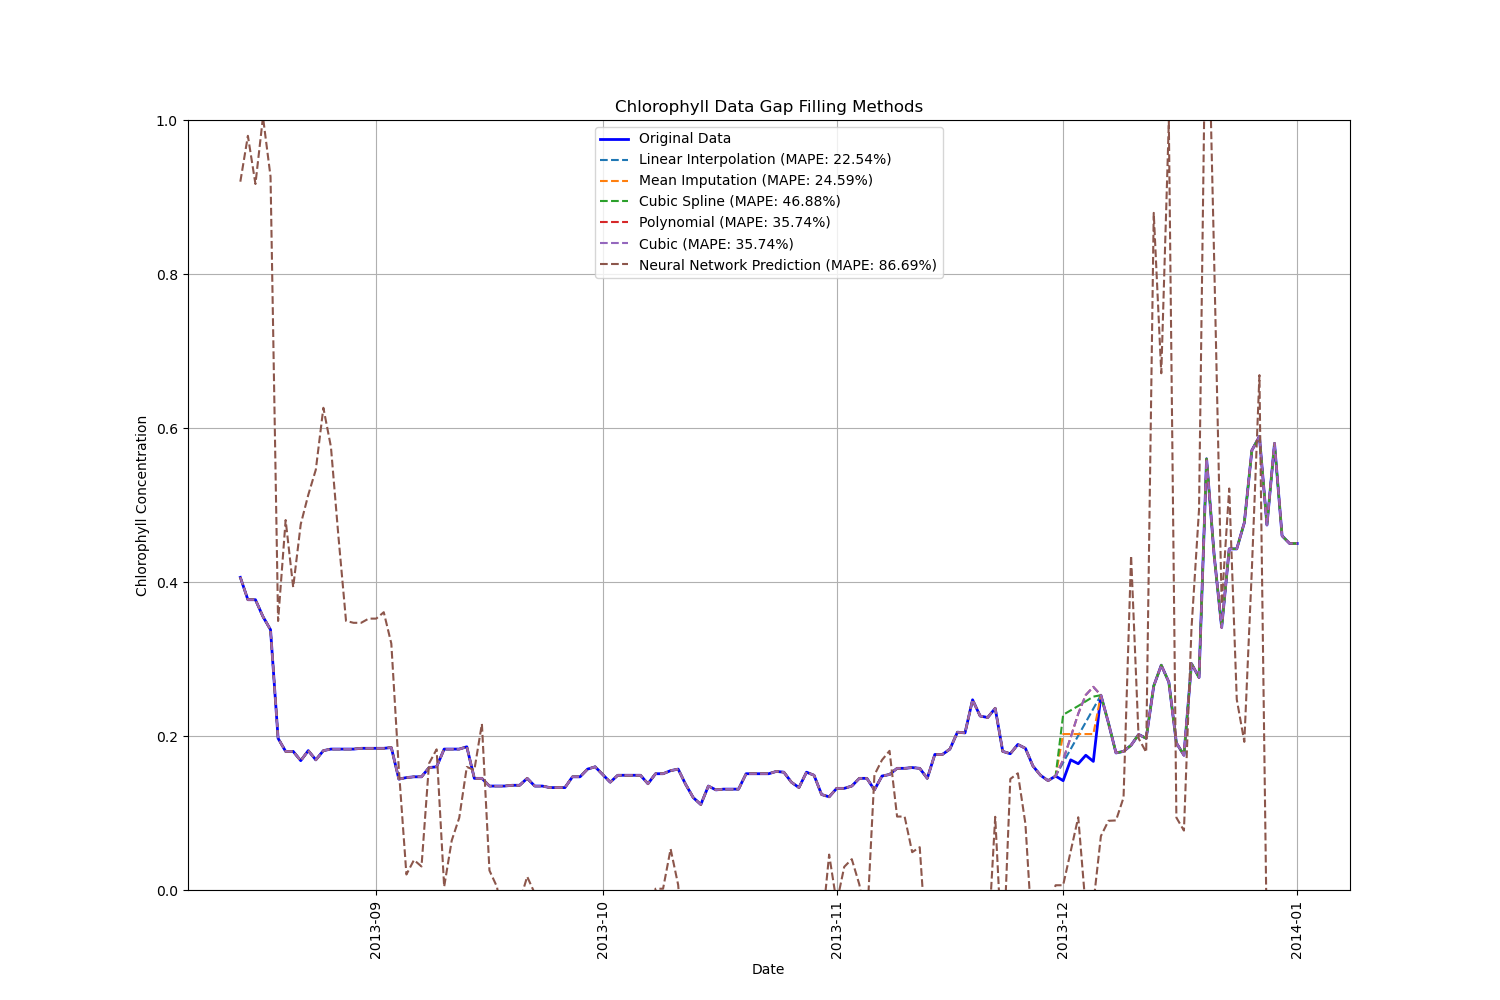 Chlorophyll Data Gap Filling Methods
1.0
0.8
0.6
0.4
0.2
0.0
Chlorophyll Concentration
Original Data
Linear Interpolation (MAPE: 22.54%)
Mean Imputation (MAPE: 24.59%)
Cubic Spline (MAPE: 46.88%)
Polynomial (MAPE: 35.74%)
Cubic (MAPE: 35.74%)
Neural Network Prediction (MAPE: 86.69%)
2013-09
2013-10
2013-11
2013-12
2014-01
Date